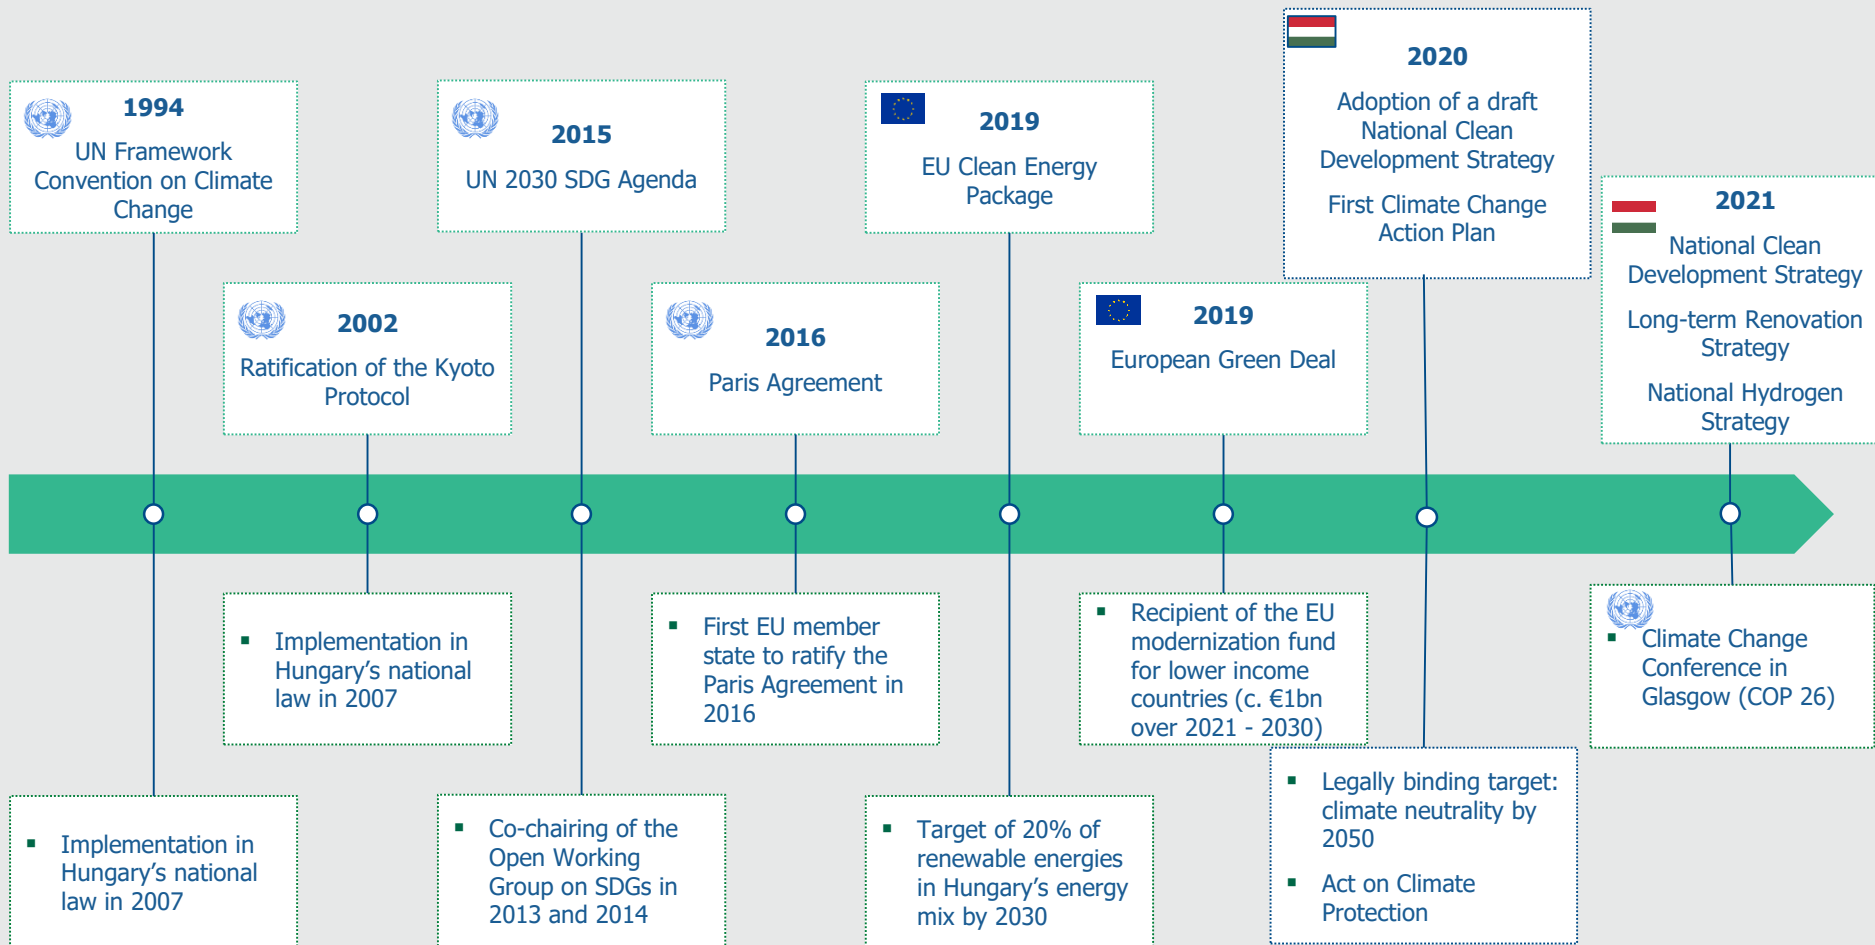 1994
UN Framework
Convention on Climate
Change
2002
Ratification of the Kyoto
Protocol
2015
UN 2030 SDG Agenda
2016
Paris Agreement
2019
EU Clean Energy
Package
2019
European Green Deal
2020
Adoption of a draft
National Clean
Development Strategy
First Climate Change
Action Plan
2021
National Clean
Development Strategy
Long-term Renovation
Strategy
National Hydrogen
Strategy
▪ Implementation in
Hungary’s national
law in 2007
▪ Implementation in
Hungary’s national
law in 2007
▪ Co-chairing of the
Open Working
Group on SDGs in
2013 and 2014
▪ First EU member
state to ratify the
Paris Agreement in
2016
▪ Target of 20% of
renewable energies
in Hungary’s energy
mix by 2030
▪ Recipient of the EU
modernization fund
for lower income
countries (c. €1bn
over 2021 - 2030)
▪ Legally binding target:
climate neutrality by
2050
▪ Act on Climate
Protection
▪ Climate Change
Conference in
Glasgow (COP 26)